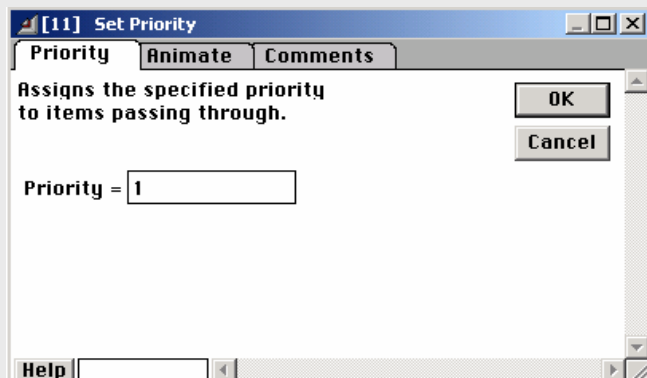 [11] Set Priority
Priority Animate Comments
Assigns the specified priority
to items passing through.
OK
Cancel
Priority = 1
Help